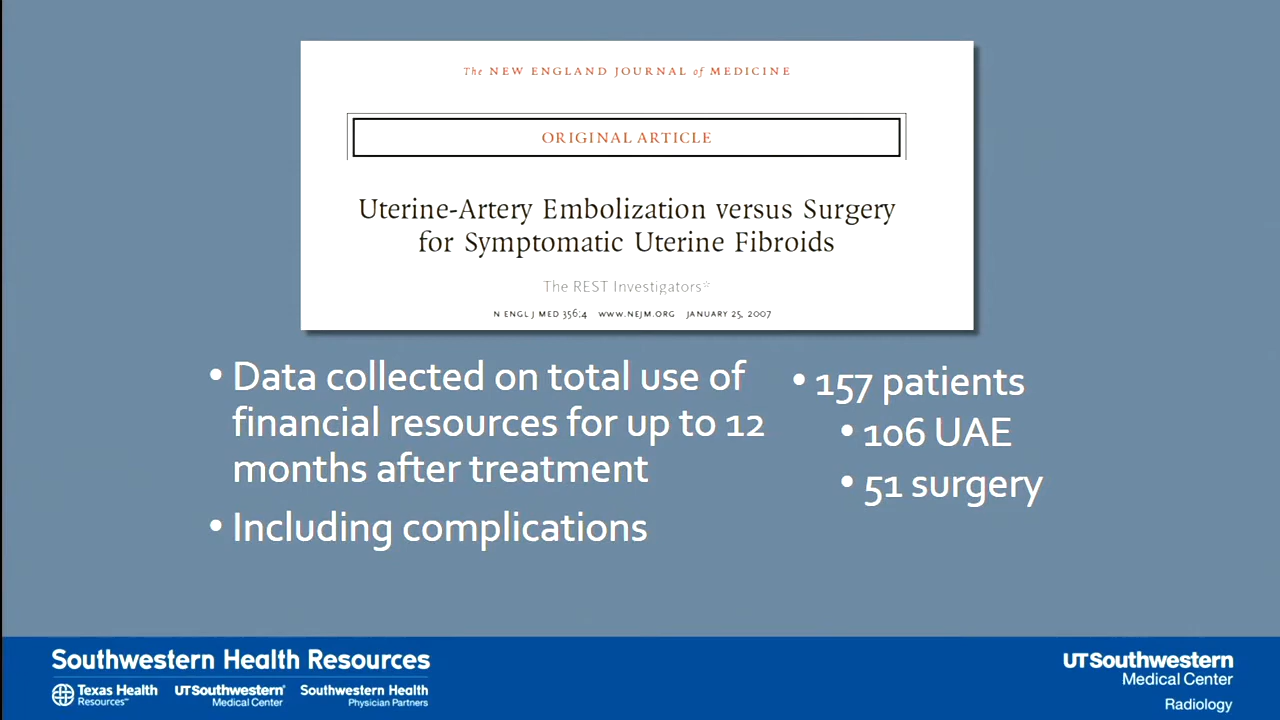 The NEW ENGLAND JOURNAL of MEDICINE
ORIGINAL ARTICLE
Uterine-Artery Embolization versus Surgery
for Symptomatic Uterine Fibroids
The REST Investigators*
N ENGL J MED 356;4 WWW.NEJM.ORG JANUARY 25, 2007
• Data collected on total use of
financial resources for up to 12
months after treatment
• Including complications
• 157 patients
• 106 UAE
• 51 surgery
Southwestern Health Resources
Texas Health
Resources℠
UTSouthwestern®
Medical Center
Southwestern Health
Physician Partners
UTSouthwestern
Medical Center
Radiology